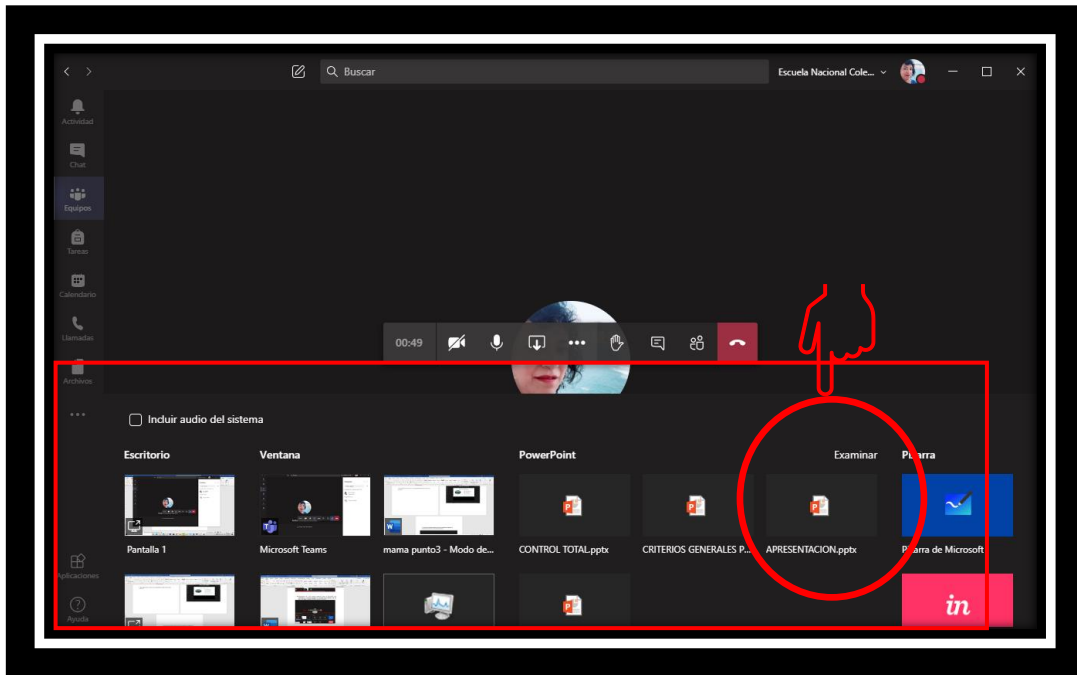 Buscar
Escuela Nacional Cole...
Actividad
Chat
Equipos
Tareas
Calendario
Llamadas
Archivos
Aplicaciones
Ayuda
00:49
Incluir audio del sistema
Escritorio
Ventana
PowerPoint
Examinar
Pizarra
Pantalla 1
Microsoft Teams
mama punto3 - Modo de...
CONTROL TOTAL.pptx
CRITERIOS GENERALES P...
APRESENTACION.pptx
Pizarra de Microsoft
in